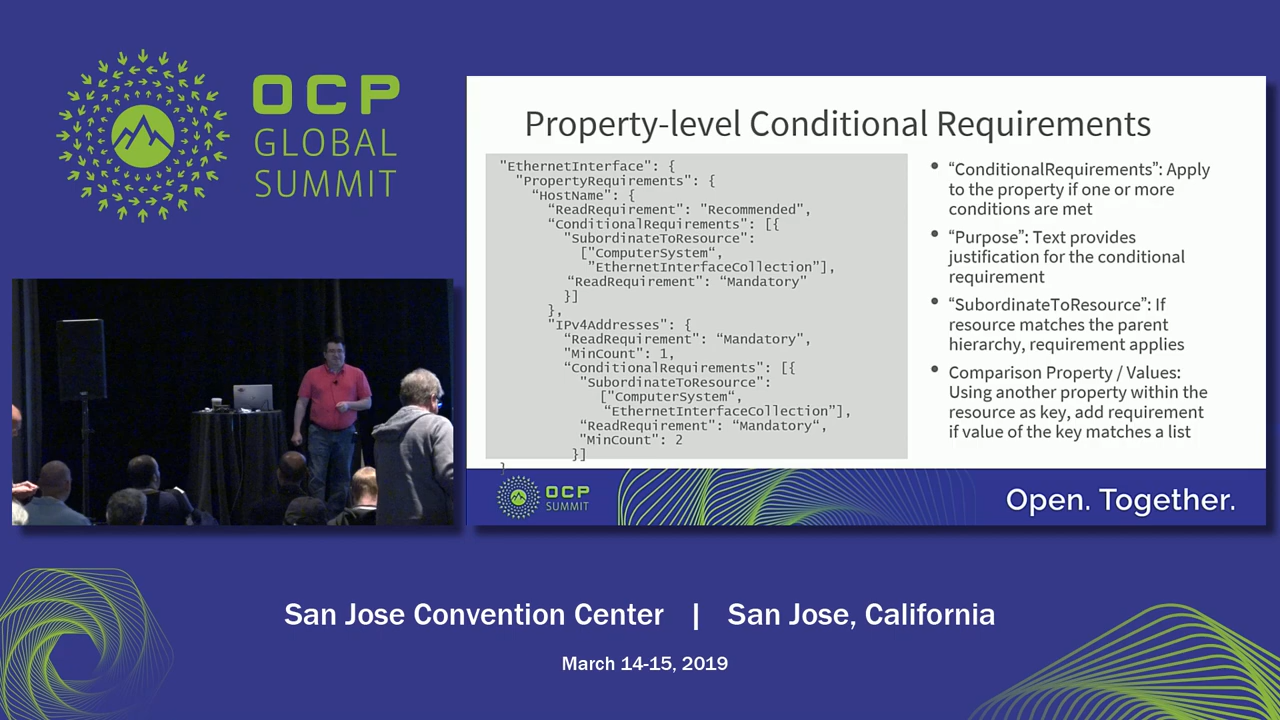 OCP
GLOBAL
SUMMIT
Property-level Conditional Requirements
"EthernetInterface": {
"PropertyRequirements": {
“HostName": {
“ReadRequirement": "Recommended",
“ConditionalRequirements": [{
"SubordinateToResource":
["ComputerSystem“,
"EthernetInterfaceCollection”],
"ReadRequirement": “Mandatory"
}]
},
"IPv4Addresses": {
"ReadRequirement": “Mandatory",
"MinCount": 1,
"ConditionalRequirements": [{
"SubordinateToResource":
["ComputerSystem“,
“EthernetInterfaceCollection”],
"ReadRequirement": “Mandatory“,
"MinCount": 2
}]
}
• “ConditionalRequirements”: Apply
to the property if one or more
conditions are met
• “Purpose”: Text provides
justification for the conditional
requirement
• “SubordinateToResource”: If
resource matches the parent
hierarchy, requirement applies
• Comparison Property / Values:
Using another property within the
resource as key, add requirement
if value of the key matches a list
OCP
SUMMIT
Open. Together.
San Jose Convention Center | San Jose, California
March 14-15, 2019